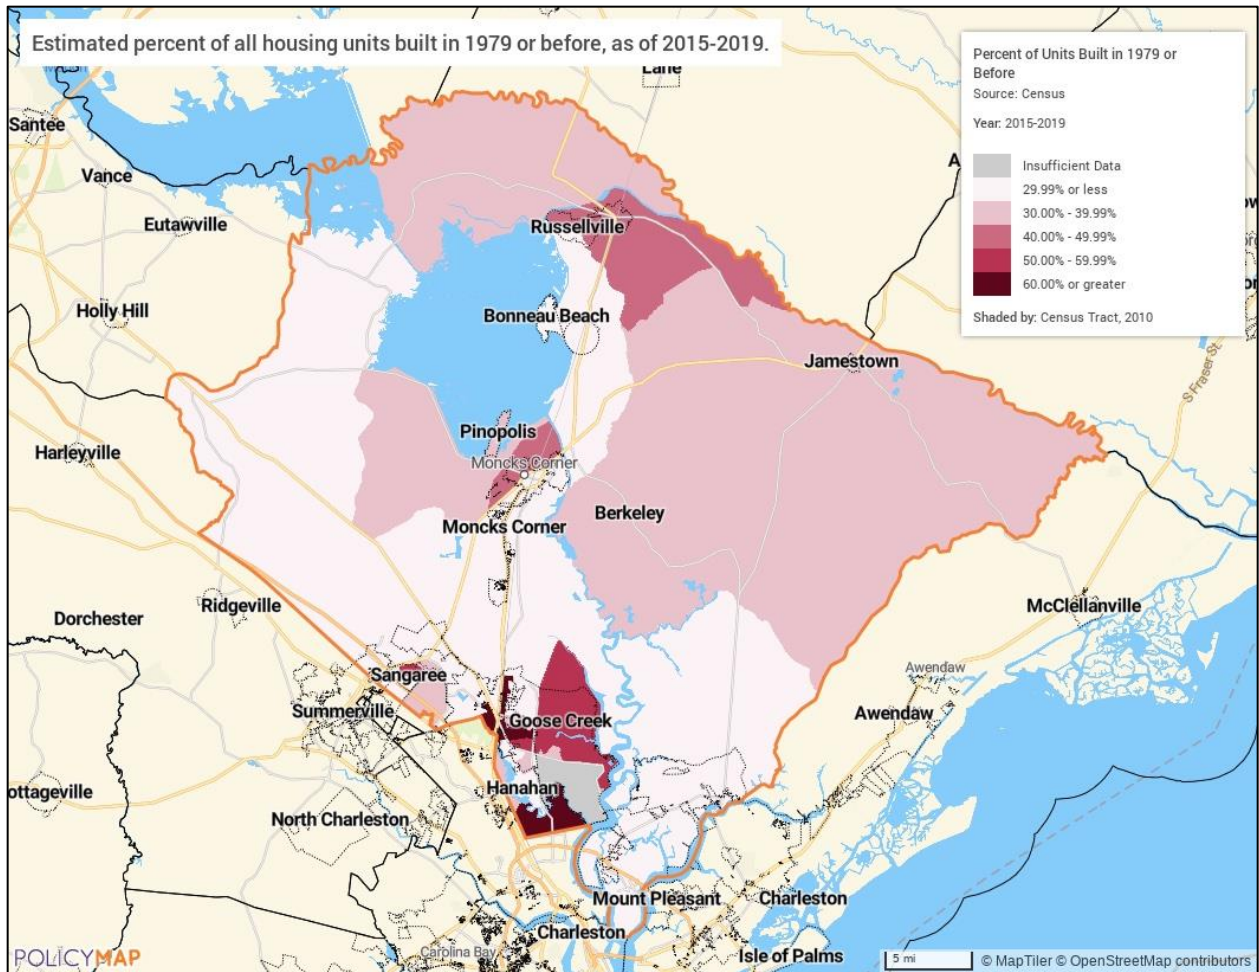 Estimated percent of all housing units built in 1979 or before, as of 2015-2019.
Percent of Units Built in 1979 or
Before
Source: Census
Year: 2015-2019
Insufficient Data
29.99% or less
30.00% - 39.99%
40.00% - 49.99%
50.00% - 59.99%
60.00% or greater
Shaded by: Census Tract, 2010
Lane
Santee
Vance
Eutawville
Russellville
Holly Hill
Bonneau Beach
Jamestown
S Fraser St
Pinopolis
Harleyville
Moncks Corner
Berkeley
Moncks Corner
Ridgeville
McClellanville
Dorchester
Sangaree
Awendaw
Summerville
Goose Creek
Awendaw
Hanahan
ottageville
North Charleston
Mount Pleasant
Charleston
Charleston
Carolina Bay
Isle of Palms
POLICYMAP
5 mi
© MapTiler © OpenStreetMap contributors